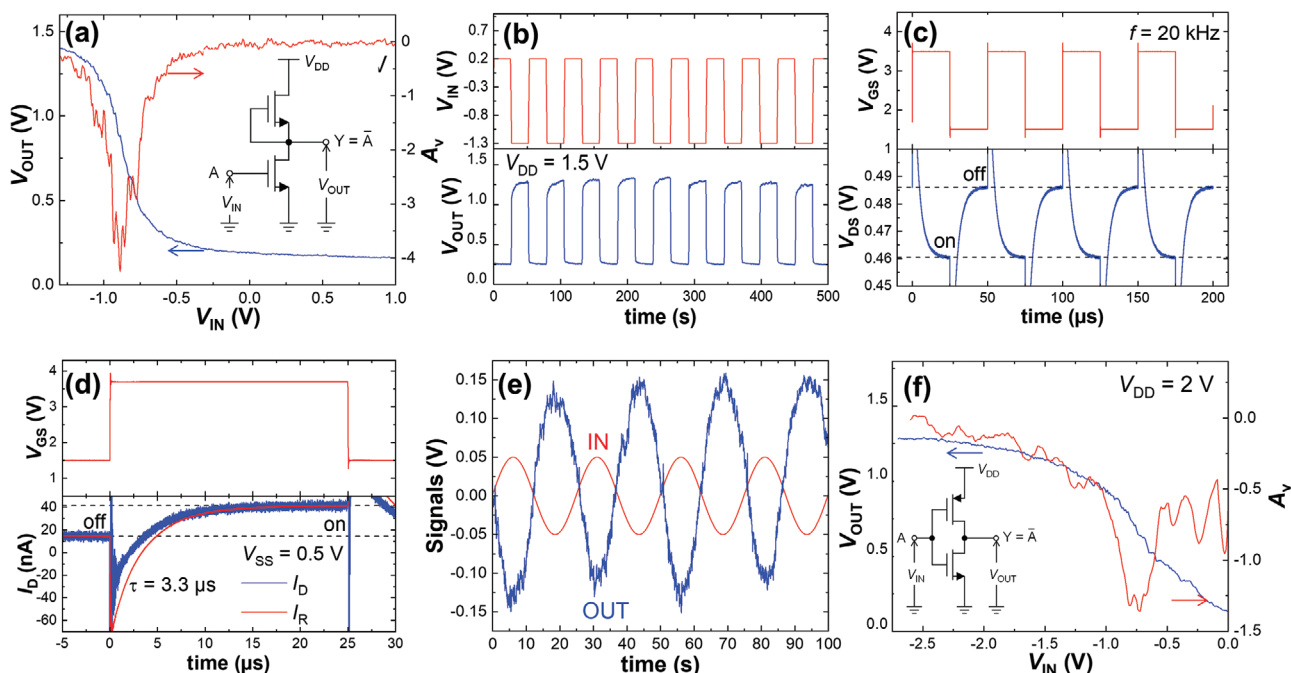 (a)
V_OUT (V)
1.5
1.0
0.5
0.0
-1.0
-0.5
0.0
0.5
1.0
V_IN (V)
0
-1
-2
-3
-4
A_v
V_DD
Y = A̅
A
V_IN
V_OUT
(b)
V_IN (V)
0.7
0.2
-0.3
-0.8
-1.3
V_DD = 1.5 V
V_OUT (V)
1.5
1.0
0.5
0.0
0
100
200
300
400
500
time (s)
(c)
f = 20 kHz
V_GS (V)
4
3
2
1
V_DS (V)
0.49
0.48
0.47
0.46
0.45
off
on
0
50
100
150
200
time (µs)
(d)
V_GS (V)
4
3
2
1
I_D, (nA)
40
20
0
-20
-40
-60
off
on
V_SS = 0.5 V
τ = 3.3 µs
I_D
I_R
-5
0
5
10
15
20
25
30
time (µs)
(e)
Signals (V)
0.15
0.10
0.05
0.00
-0.05
-0.10
-0.15
IN
OUT
0
10
20
30
40
50
60
70
80
90
100
time (s)
(f)
V_DD = 2 V
V_OUT (V)
1.5
1.0
0.5
0.0
-2.5
-2.0
-1.5
-1.0
-0.5
0.0
V_IN (V)
0.0
-0.5
-1.0
-1.5
A_v
V_DD
A
Y = A̅
V_IN
V_OUT